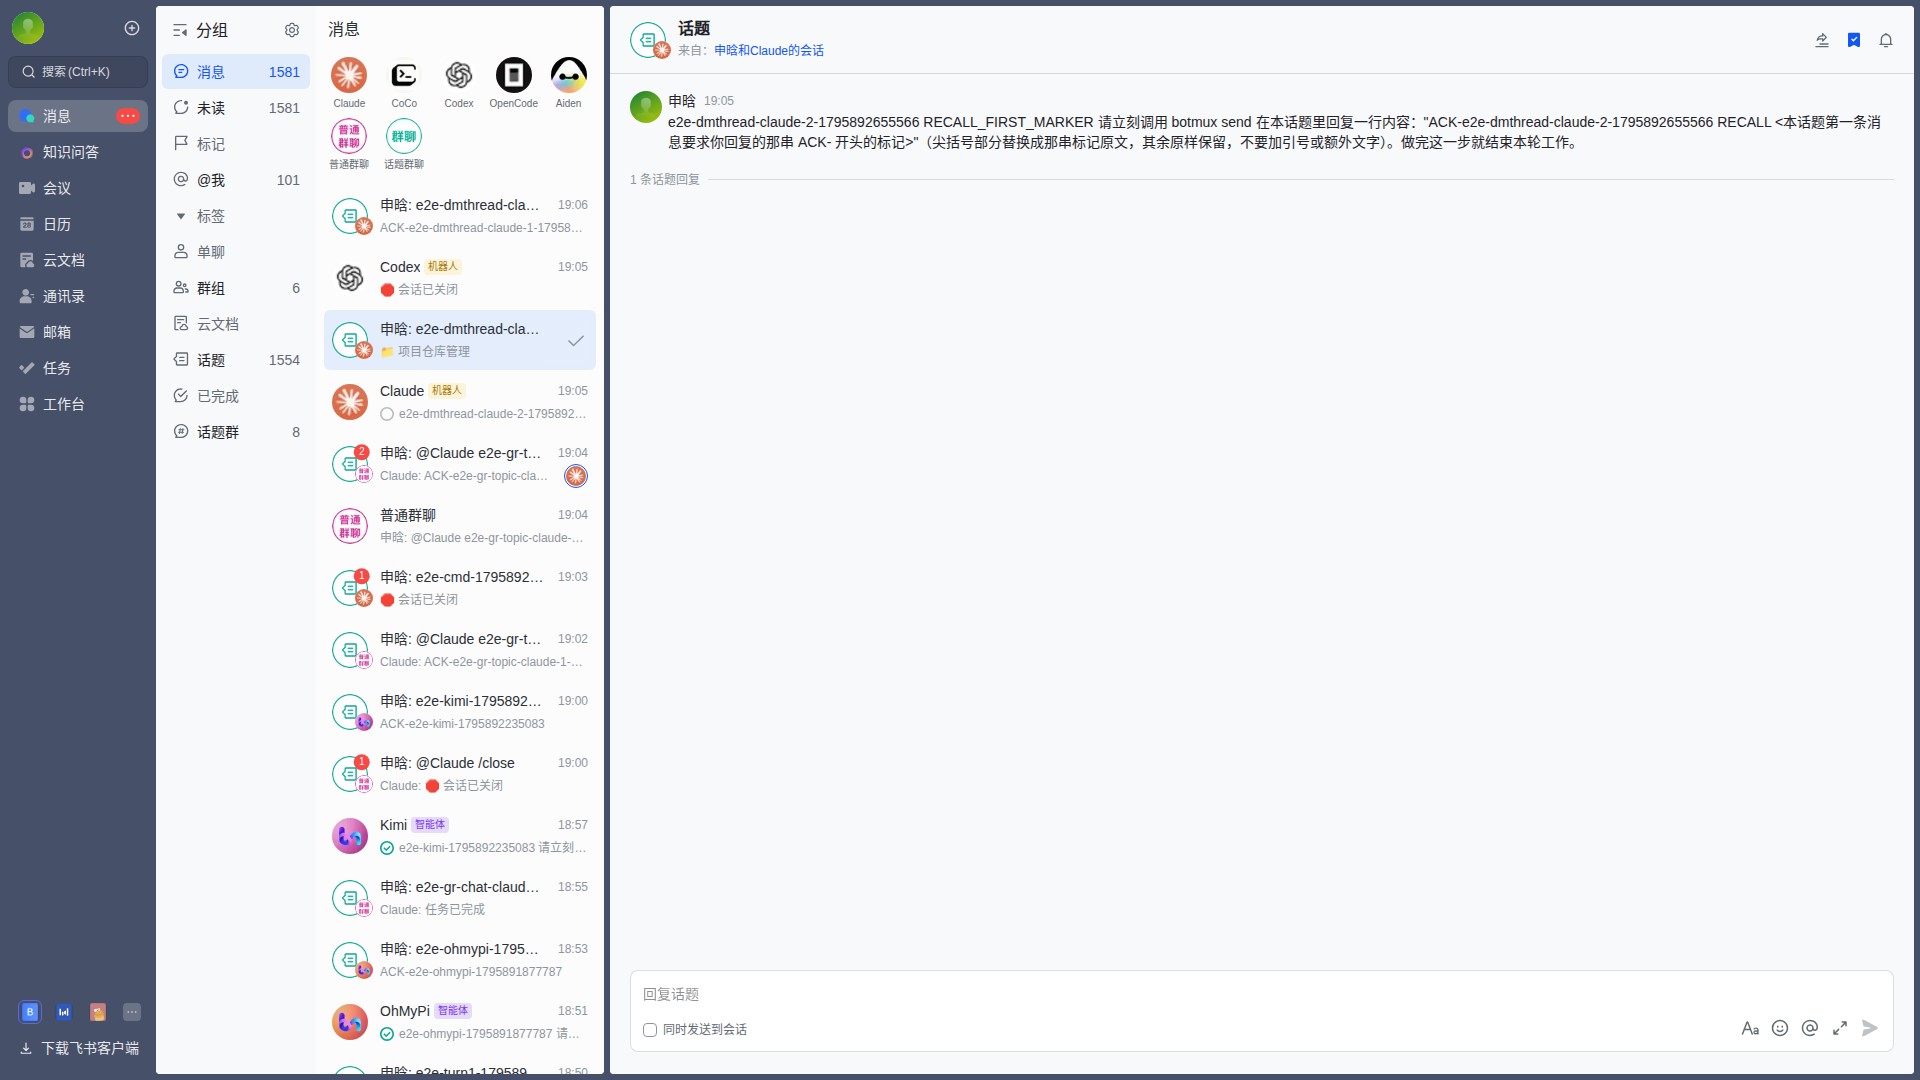 搜索 (Ctrl+K)
消息
知识问答
会议
日历
云文档
通讯录
邮箱
任务
工作台
下载飞书客户端
分组
消息 1581
未读 1581
标记
@我 101
标签
单聊
群组 6
云文档
话题 1554
已完成
话题群 8
消息
Claude CoCo Codex OpenCode Aiden
普通群聊 群聊
普通群聊 话题群聊
申晗: e2e-dmthread-cla… 19:06
ACK-e2e-dmthread-claude-1-17958…
Codex 机器人 19:05
会话已关闭
申晗: e2e-dmthread-cla…
项目仓库管理
Claude 机器人 19:05
e2e-dmthread-claude-2-1795892…
2 申晗: @Claude e2e-gr-t… 19:04
Claude: ACK-e2e-gr-topic-cla…
普通群聊 普通群聊 19:04
申晗: @Claude e2e-gr-topic-claude-…
1 申晗: e2e-cmd-1795892… 19:03
会话已关闭
申晗: @Claude e2e-gr-t… 19:02
Claude: ACK-e2e-gr-topic-claude-1-…
申晗: e2e-kimi-1795892… 19:00
ACK-e2e-kimi-1795892235083
1 申晗: @Claude /close 19:00
Claude: 会话已关闭
Kimi 智能体 18:57
e2e-kimi-1795892235083 请立刻…
申晗: e2e-gr-chat-claud… 18:55
Claude: 任务已完成
申晗: e2e-ohmypi-1795… 18:53
ACK-e2e-ohmypi-1795891877787
OhMyPi 智能体 18:51
e2e-ohmypi-1795891877787 请…
申晗: e2e-turn1-179589… 18:50
话题
来自：申晗和Claude的会话
申晗 19:05
e2e-dmthread-claude-2-1795892655566 RECALL_FIRST_MARKER 请立刻调用 botmux send 在本话题里回复一行内容："ACK-e2e-dmthread-claude-2-1795892655566 RECALL <本话题第一条消
息要求你回复的那串 ACK- 开头的标记>"（尖括号部分替换成那串标记原文，其余原样保留，不要加引号或额外文字）。做完这一步就结束本轮工作。
1 条话题回复
回复话题
同时发送到会话